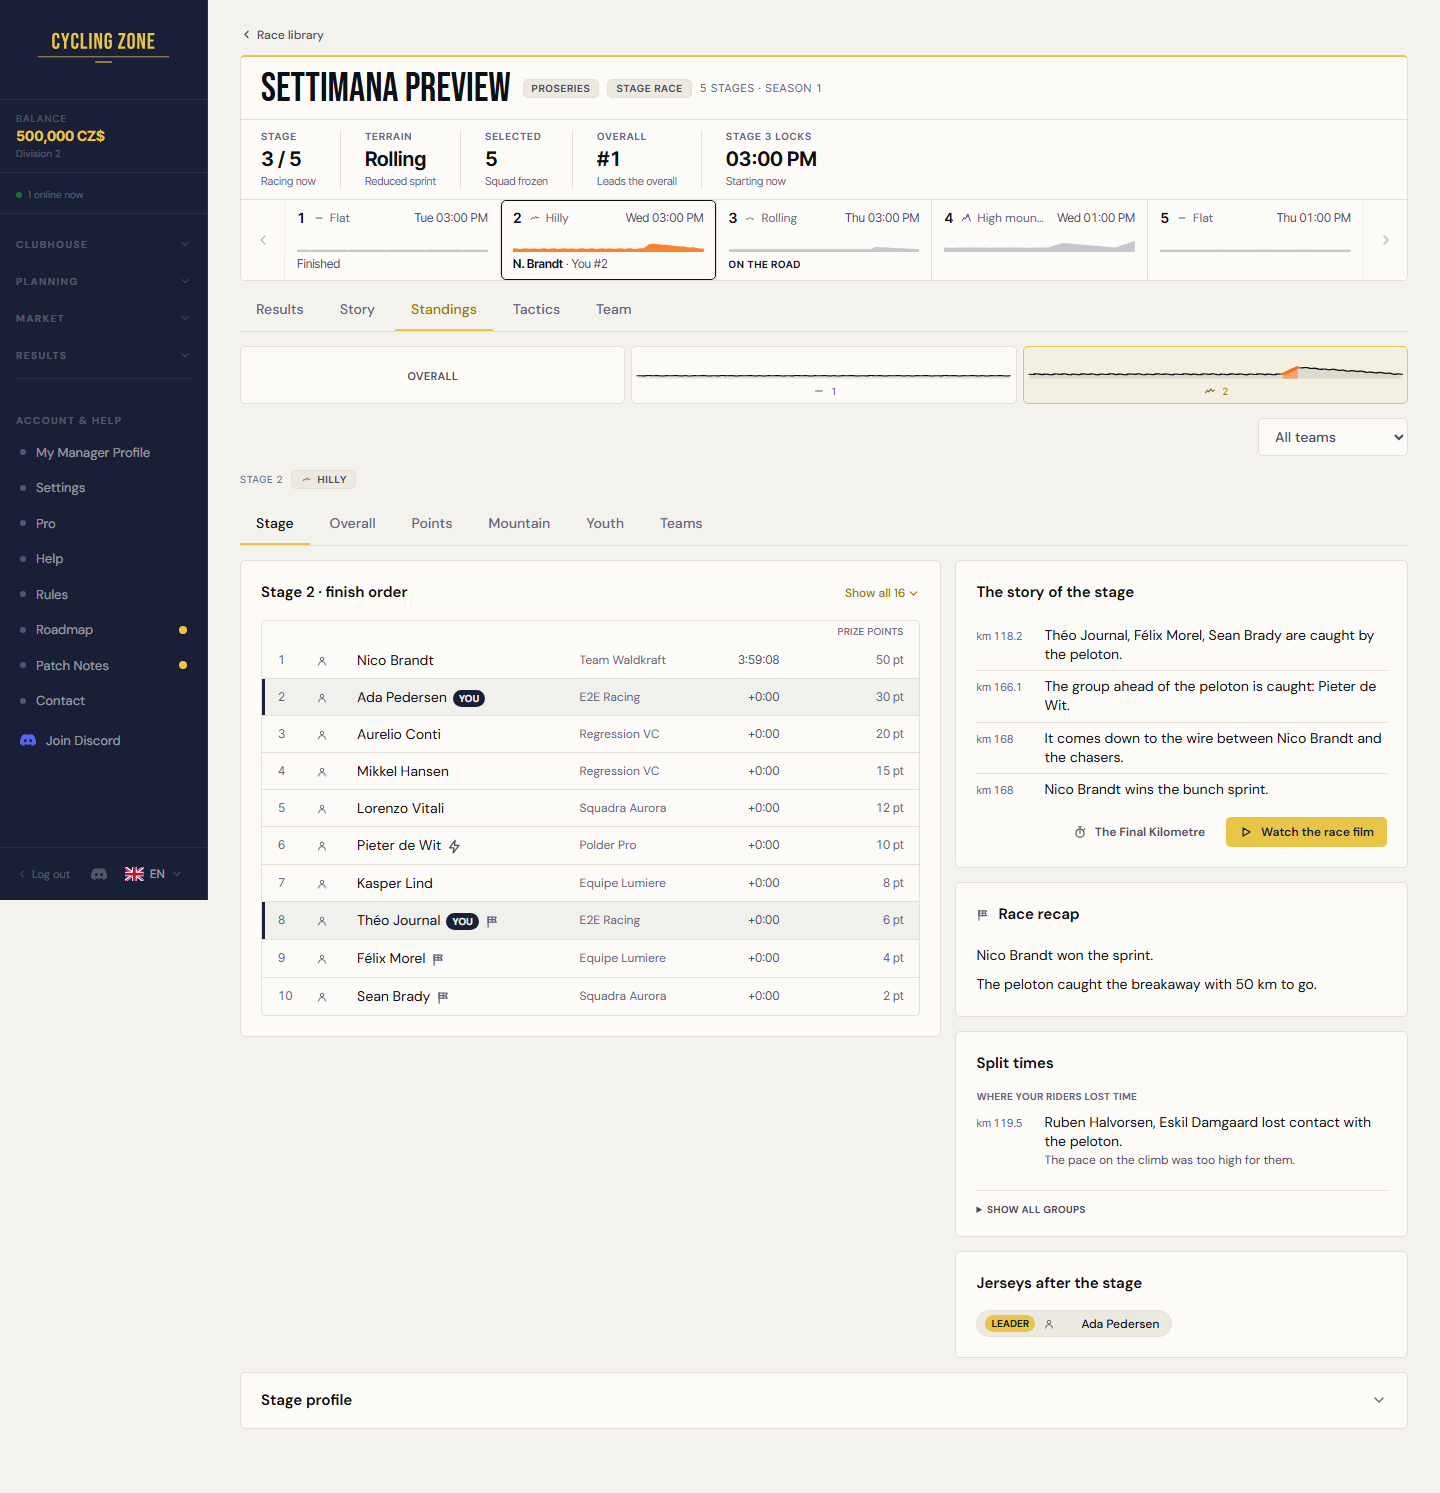 CYCLING ZONE
BALANCE
500,000 CZ$
Division 2
1 online now
CLUBHOUSE
PLANNING
MARKET
RESULTS
ACCOUNT & HELP
My Manager Profile
Settings
Pro
Help
Rules
Roadmap
Patch Notes
Contact
Join Discord
Log out
EN
Race library
SETTIMANA PREVIEW PROSERIES STAGE RACE 5 STAGES · SEASON 1
STAGE
3 / 5
Racing now
TERRAIN
Rolling
Reduced sprint
SELECTED
5
Squad frozen
OVERALL
#1
Leads the overall
STAGE 3 LOCKS
03:00 PM
Starting now
1 Flat Tue 03:00 PM
Finished
2 Hilly Wed 03:00 PM
N. Brandt · You #2
3 Rolling Thu 03:00 PM
ON THE ROAD
4 High moun... Wed 01:00 PM
5 Flat Thu 01:00 PM
Results Story Standings Tactics Team
OVERALL
1
2
All teams
STAGE 2 HILLY
Stage Overall Points Mountain Youth Teams
Stage 2 · finish order Show all 16
PRIZE POINTS
1 Nico Brandt Team Waldkraft 3:59:08 50 pt
2 Ada Pedersen YOU E2E Racing +0:00 30 pt
3 Aurelio Conti Regression VC +0:00 20 pt
4 Mikkel Hansen Regression VC +0:00 15 pt
5 Lorenzo Vitali Squadra Aurora +0:00 12 pt
6 Pieter de Wit Polder Pro +0:00 10 pt
7 Kasper Lind Equipe Lumiere +0:00 8 pt
8 Théo Journal YOU E2E Racing +0:00 6 pt
9 Félix Morel Equipe Lumiere +0:00 4 pt
10 Sean Brady Squadra Aurora +0:00 2 pt
The story of the stage
km 118.2 Théo Journal, Félix Morel, Sean Brady are caught by
the peloton.
km 166.1 The group ahead of the peloton is caught: Pieter de
Wit.
km 168 It comes down to the wire between Nico Brandt and
the chasers.
km 168 Nico Brandt wins the bunch sprint.
The Final Kilometre Watch the race film
Race recap
Nico Brandt won the sprint.
The peloton caught the breakaway with 50 km to go.
Split times
WHERE YOUR RIDERS LOST TIME
km 119.5 Ruben Halvorsen, Eskil Damgaard lost contact with
the peloton.
The pace on the climb was too high for them.
SHOW ALL GROUPS
Jerseys after the stage
LEADER Ada Pedersen
Stage profile